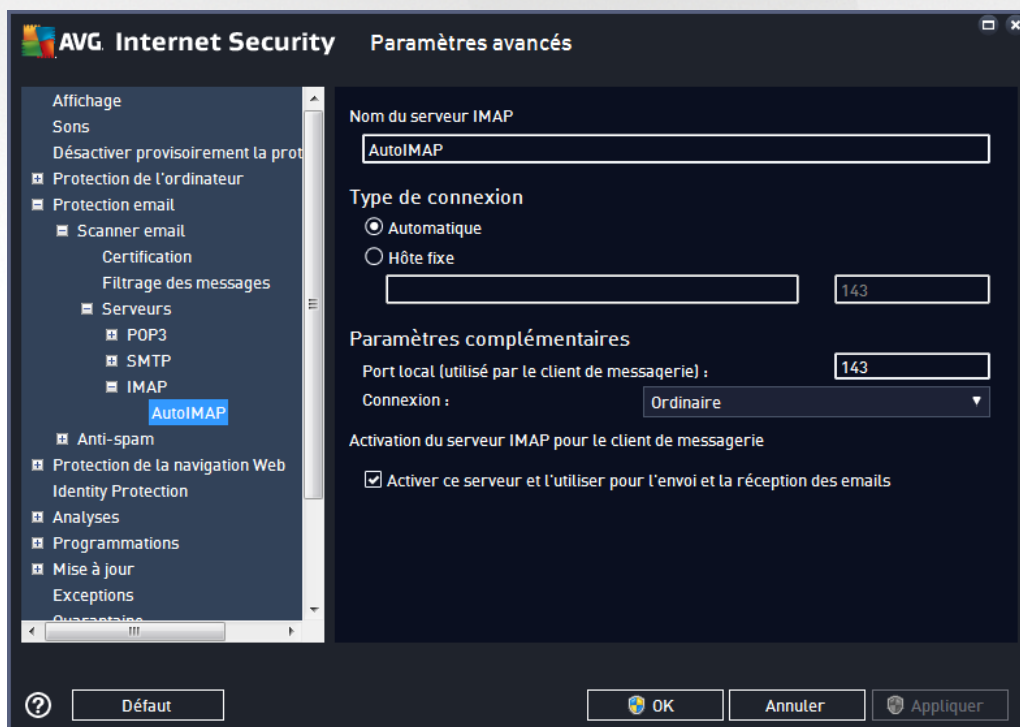 AVG. Internet Security Paramètres avancés
Affichage
Sons
Désactiver provisoirement la prot
Protection de l'ordinateur
Protection email
Scanner email
Certification
Filtrage des messages
Serveurs
POP3
SMTP
IMAP
AutoIMAP
Anti-spam
Protection de la navigation Web
Identity Protection
Analyses
Programmations
Mise à jour
Exceptions
Quarantaine
Nom du serveur IMAP
AutoIMAP
Type de connexion
Automatique
Hôte fixe
143
Paramètres complémentaires
Port local (utilisé par le client de messagerie) : 143
Connexion : Ordinaire
Activation du serveur IMAP pour le client de messagerie
Activer ce serveur et l'utiliser pour l'envoi et la réception des emails
Défaut OK Annuler Appliquer